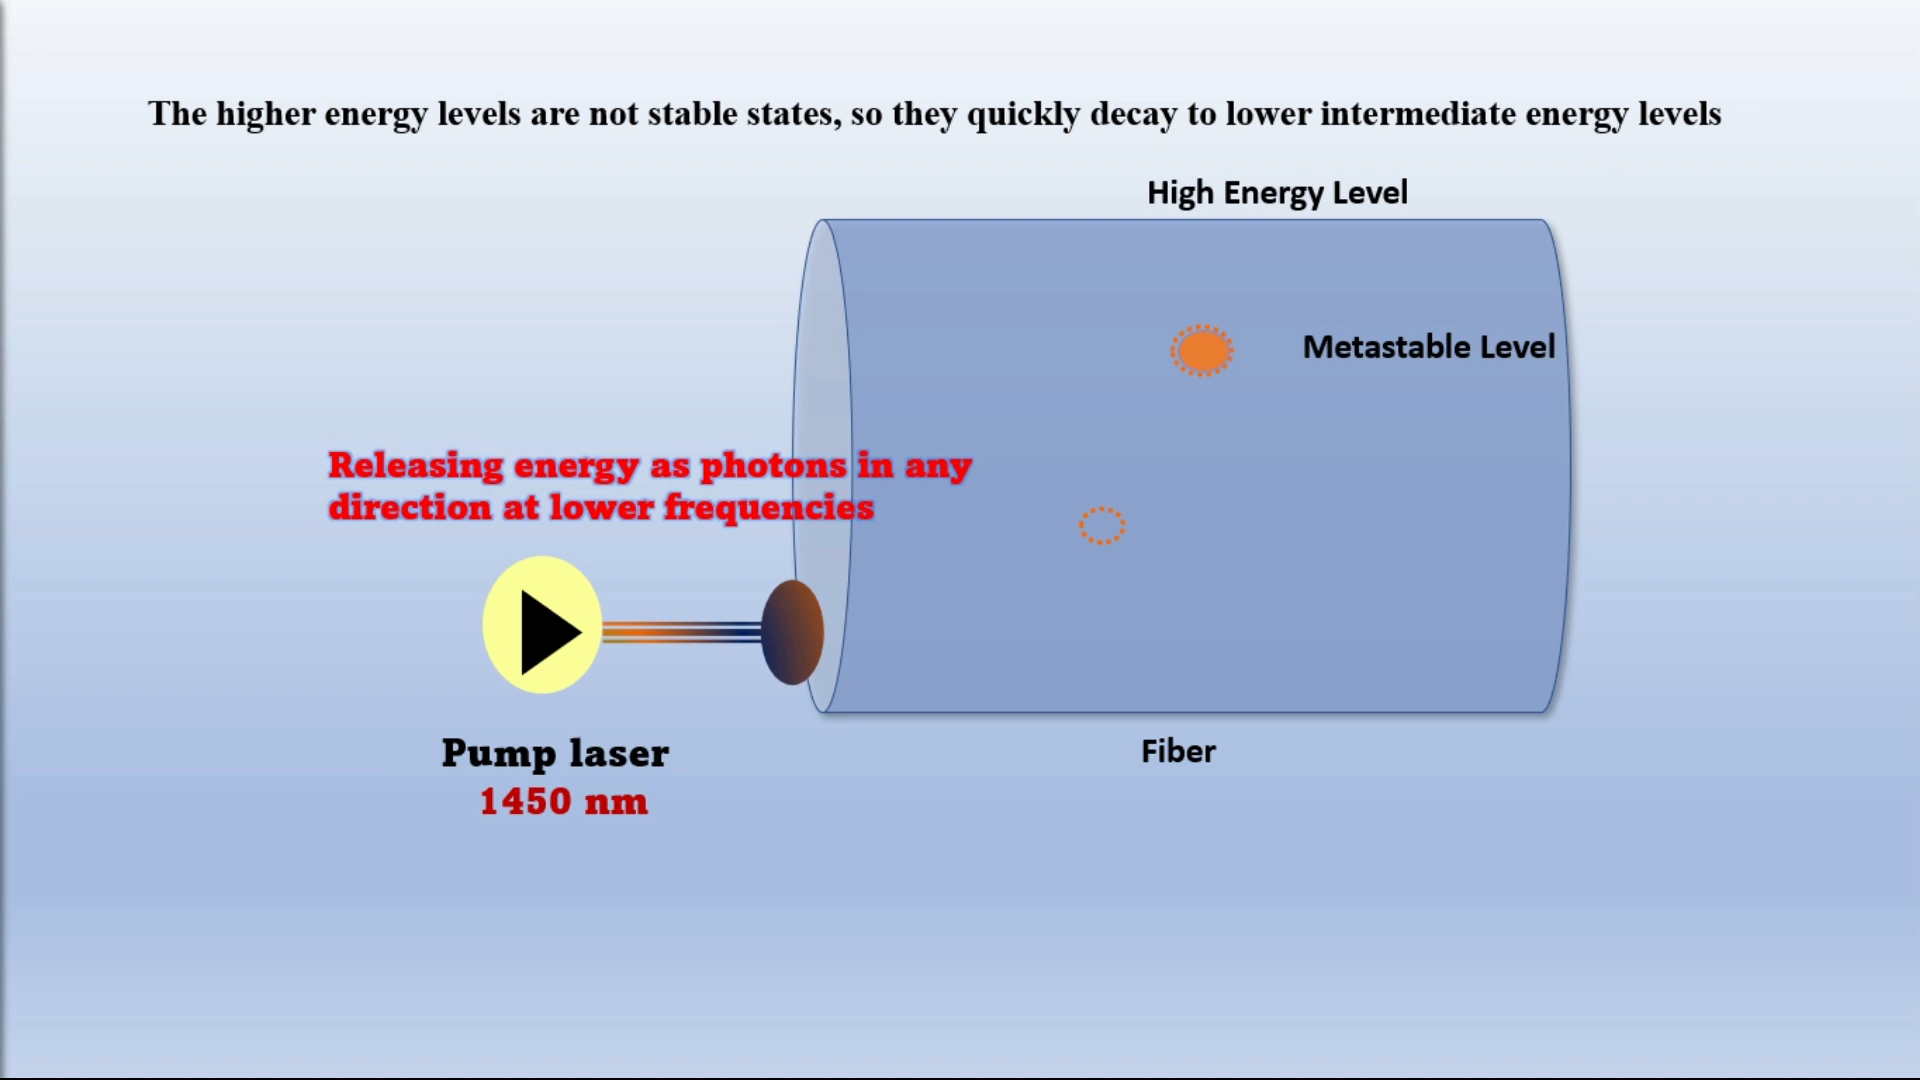 The higher energy levels are not stable states, so they quickly decay to lower intermediate energy levels
High Energy Level
Metastable Level
Releasing energy as photons in any
direction at lower frequencies
Pump laser
1450 nm
Fiber